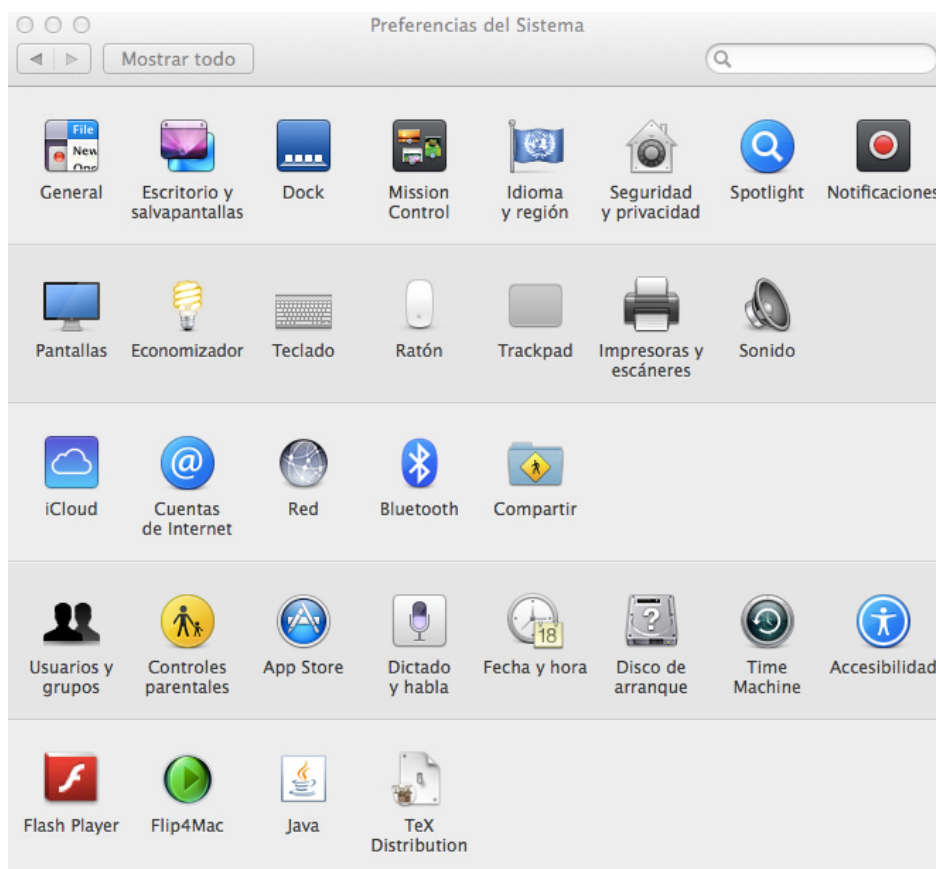 Preferencias del Sistema
Mostrar todo
File
New
Ope
General
Escritorio y
salvapantallas
Dock
Mission
Control
Idioma
y región
Seguridad
y privacidad
Spotlight
Notificaciones
Pantallas
Economizador
Teclado
Ratón
Trackpad
Impresoras y
escáneres
Sonido
iCloud
@
Cuentas
de Internet
Red
Bluetooth
Compartir
Usuarios y
grupos
Controles
parentales
App Store
Dictado
y habla
18
Fecha y hora
?
Disco de
arranque
Time
Machine
Accesibilidad
Flash Player
Flip4Mac
Java
TeX
Distribution